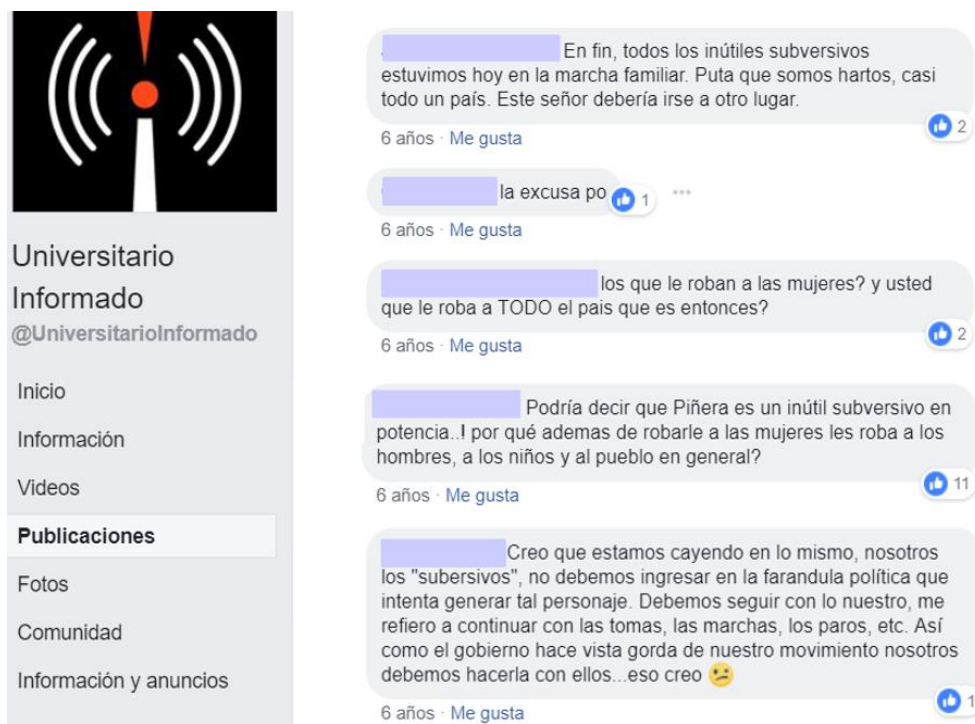 Universitario
Informado
@UniversitarioInformado
Inicio
Información
Videos
Publicaciones
Fotos
Comunidad
Información y anuncios
En fin, todos los inútiles subversivos
estuvimos hoy en la marcha familiar. Puta que somos hartos, casi
todo un país. Este señor debería irse a otro lugar.
2
6 años · Me gusta
la excusa po
1
6 años · Me gusta
los que le roban a las mujeres? y usted
que le roba a TODO el pais que es entonces?
2
6 años · Me gusta
Podría decir que Piñera es un inútil subversivo en
potencia..! por qué ademas de robarle a las mujeres les roba a los
hombres, a los niños y al pueblo en general?
11
6 años · Me gusta
Creo que estamos cayendo en lo mismo, nosotros
los "subersivos", no debemos ingresar en la farandula política que
intenta generar tal personaje. Debemos seguir con lo nuestro, me
refiero a continuar con las tomas, las marchas, los paros, etc. Así
como el gobierno hace vista gorda de nuestro movimiento nosotros
debemos hacerla con ellos...eso creo 😕
1
6 años · Me gusta